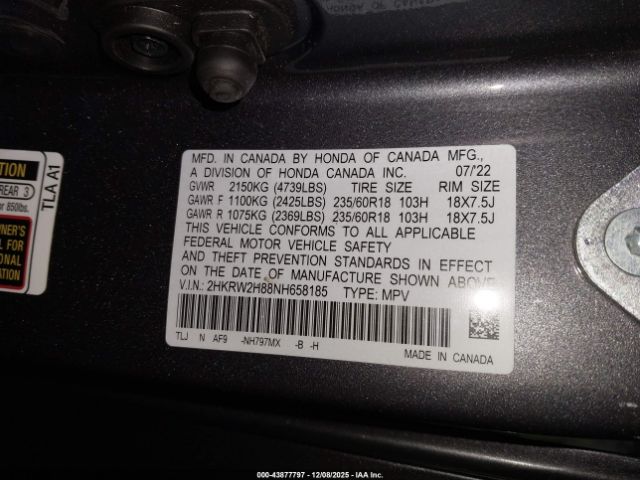 TLA A1
REAR 3
or 850lbs.
MFD. IN CANADA BY HONDA OF CANADA MFG.,
A DIVISION OF HONDA CANADA INC. 07/'22
GVWR 2150KG (4739LBS) TIRE SIZE RIM SIZE
GAWR F 1100KG (2425LBS) 235/60R18 103H 18X7.5J
GAWR R 1075KG (2369LBS) 235/60R18 103H 18X7.5J
THIS VEHICLE CONFORMS TO ALL APPLICABLE
FEDERAL MOTOR VEHICLE SAFETY
AND THEFT PREVENTION STANDARDS IN EFFECT
ON THE DATE OF MANUFACTURE SHOWN ABOVE
V.I.N.: 2HKRW2H88NH658185 TYPE: MPV
TLJ N AF9 -NH797MX -B -H
MADE IN CANADA
000-43877797 - 12/08/2025 - IAA Inc.